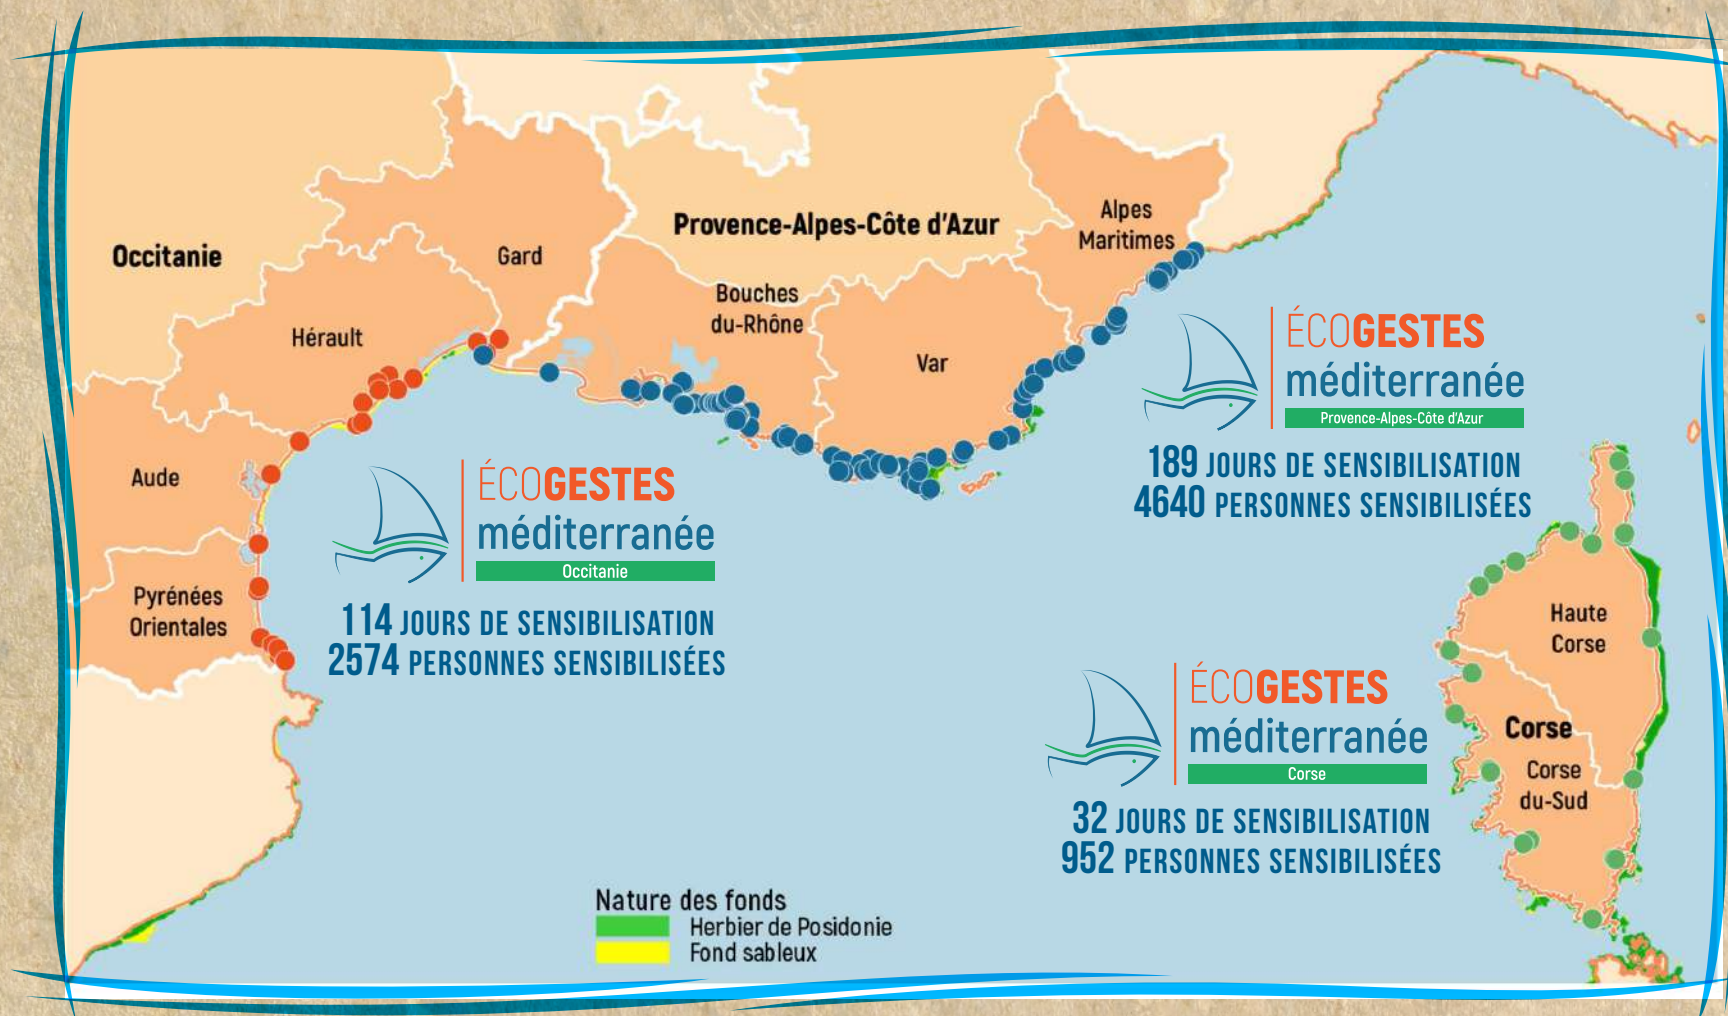 Occitanie
Gard
Hérault
Aude
Pyrénées
Orientales
Provence-Alpes-Côte d'Azur
Bouches
du-Rhône
Var
Alpes
Maritimes
ÉCOGESTES
méditerranée
Occitanie
114 JOURS DE SENSIBILISATION
2574 PERSONNES SENSIBILISÉES
ÉCOGESTES
méditerranée
Provence-Alpes-Côte d'Azur
189 JOURS DE SENSIBILISATION
4640 PERSONNES SENSIBILISÉES
ÉCOGESTES
méditerranée
Corse
32 JOURS DE SENSIBILISATION
952 PERSONNES SENSIBILISÉES
Haute
Corse
Corse
Corse
du-Sud
Nature des fonds
Herbier de Posidonie
Fond sableux